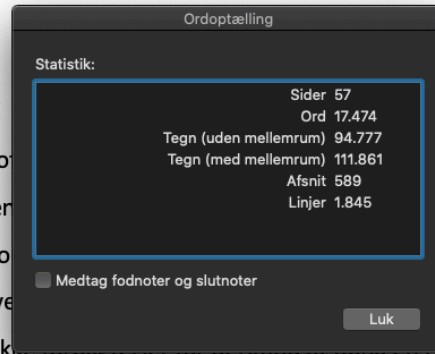 Ordoptælling
Statistik:
Sider 57
Ord 17.474
Tegn (uden mellemrum) 94.777
Tegn (med mellemrum) 111.861
Afsnit 589
Linjer 1.845
Medtag fodnoter og slutnoter
Luk